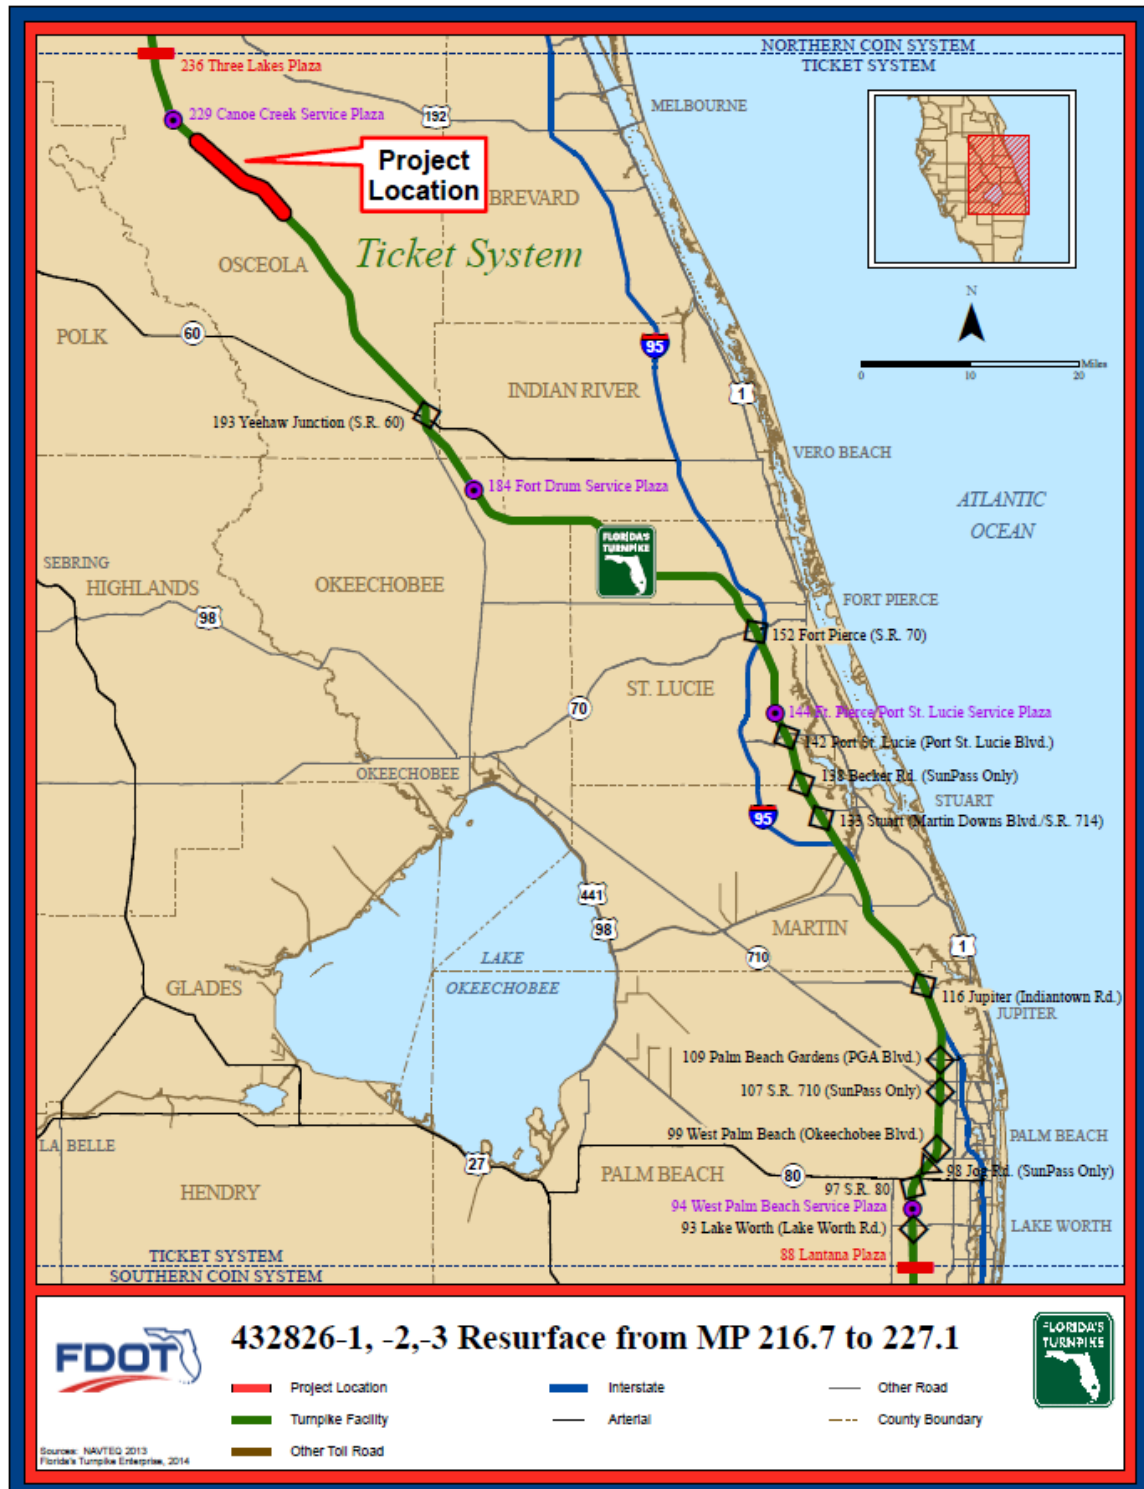 NORTHERN COIN SYSTEM
TICKET SYSTEM
236 Three Lakes Plaza
MELBOURNE
229 Canoe Creek Service Plaza
192
Project
Location
BREVARD
Ticket System
OSCEOLA
N
POLK
60
95
Miles
0 10 20
INDIAN RIVER
1
193 Yeehaw Junction (S.R. 60)
VERO BEACH
184 Fort Drum Service Plaza
ATLANTIC
OCEAN
FLORIDA'S
TURNPIKE
SEBRING
HIGHLANDS
OKEECHOBEE
98
FORT PIERCE
152 Fort Pierce (S.R. 70)
ST. LUCIE
70
144 Ft. Pierce/Port St. Lucie Service Plaza
142 Port St. Lucie (Port St. Lucie Blvd.)
OKEECHOBEE
138 Becker Rd. (SunPass Only)
STUART
95
133 Stuart (Martin Downs Blvd./S.R. 714)
441
98
MARTIN
1
710
LAKE
OKEECHOBEE
GLADES
116 Jupiter (Indiantown Rd.)
JUPITER
109 Palm Beach Gardens (PGA Blvd.)
107 S.R. 710 (SunPass Only)
99 West Palm Beach (Okeechobee Blvd.)
PALM BEACH
LA BELLE
27
98 Jog Rd. (SunPass Only)
PALM BEACH
80
HENDRY
97 S.R. 80
94 West Palm Beach Service Plaza
93 Lake Worth (Lake Worth Rd.)
LAKE WORTH
88 Lantana Plaza
TICKET SYSTEM
SOUTHERN COIN SYSTEM
FDOT
432826-1, -2,-3 Resurface from MP 216.7 to 227.1
FLORIDA'S
TURNPIKE
Project Location
Interstate
Other Road
Turnpike Facility
Arterial
County Boundary
Other Toll Road
Sources: NAVTEQ 2013
Florida's Turnpike Enterprise, 2014